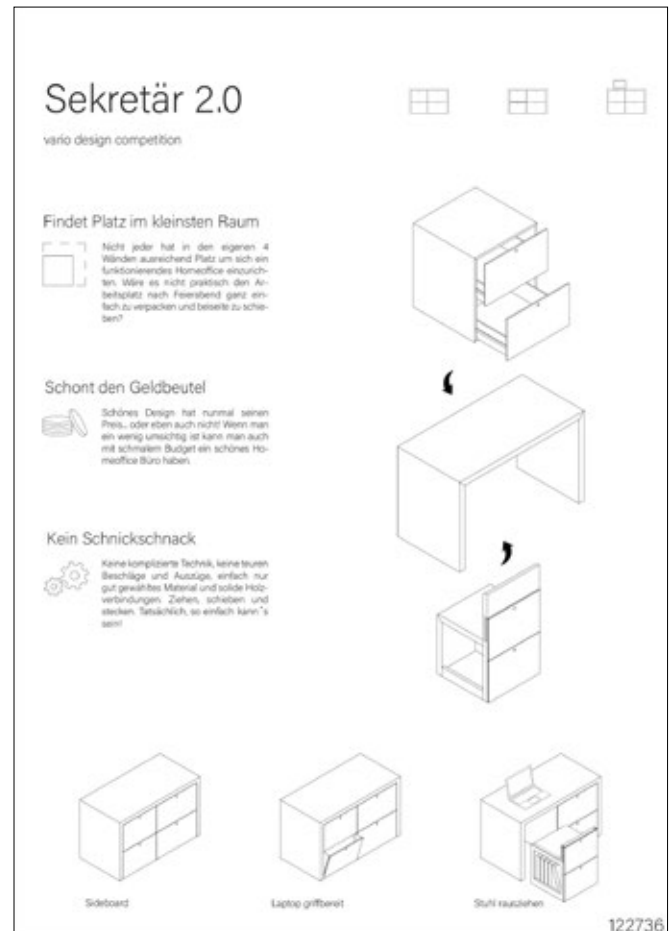 Sekretär 2.0
vario design competition
Findet Platz im kleinsten Raum
Nicht jeder hat in den eigenen 4
Wänden ausreichend Platz um sich ein
funktionierendes Homeoffice einzurich-
ten. Wäre es nicht praktisch den Ar-
beitsplatz nach Feierabend ganz ein-
fach zu verpacken und beiseite zu schie-
ben?
Schont den Geldbeutel
Schönes Design hat nunmal seinen
Preis... oder eben auch nicht! Wenn man
ein wenig umsichtig ist kann man auch
mit schmalem Budget ein schönes Ho-
meoffice Büro haben.
Kein Schnickschnack
Keine komplizierte Technik, keine teuren
Beschläge und Auszüge, einfach nur
gut gewähltes Material und solide Holz-
verbindungen. Ziehen, schieben und
stecken. Tatsächlich, so einfach kann´s
sein!
Sideboard
Laptop griffbereit
Stuhl rausziehen
122736